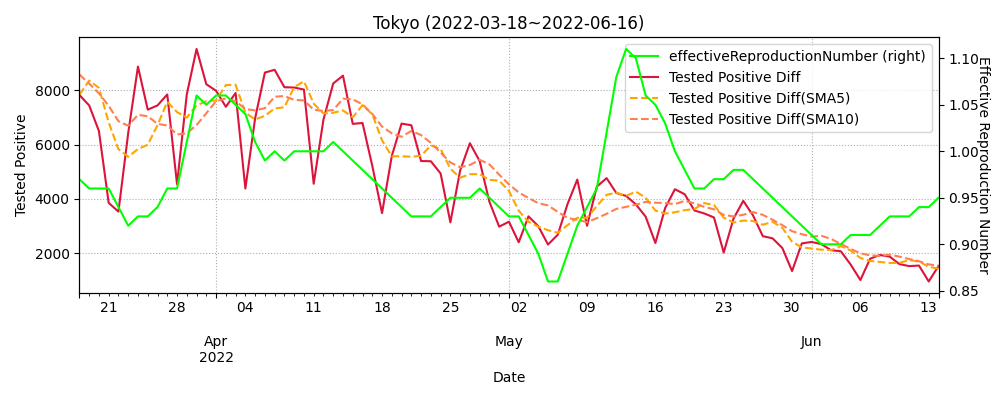 Tokyo (2022-03-18~2022-06-16)
effectiveReproductionNumber (right)
Tested Positive Diff
Tested Positive Diff(SMA5)
Tested Positive Diff(SMA10)
Tested Positive
8000
6000
4000
2000
1.10
1.05
1.00
0.95
0.90
0.85
Effective Reproduction Number
21 28 04 11 18 25 02 09 16 23 30 06 13
Apr May Jun
2022
Date